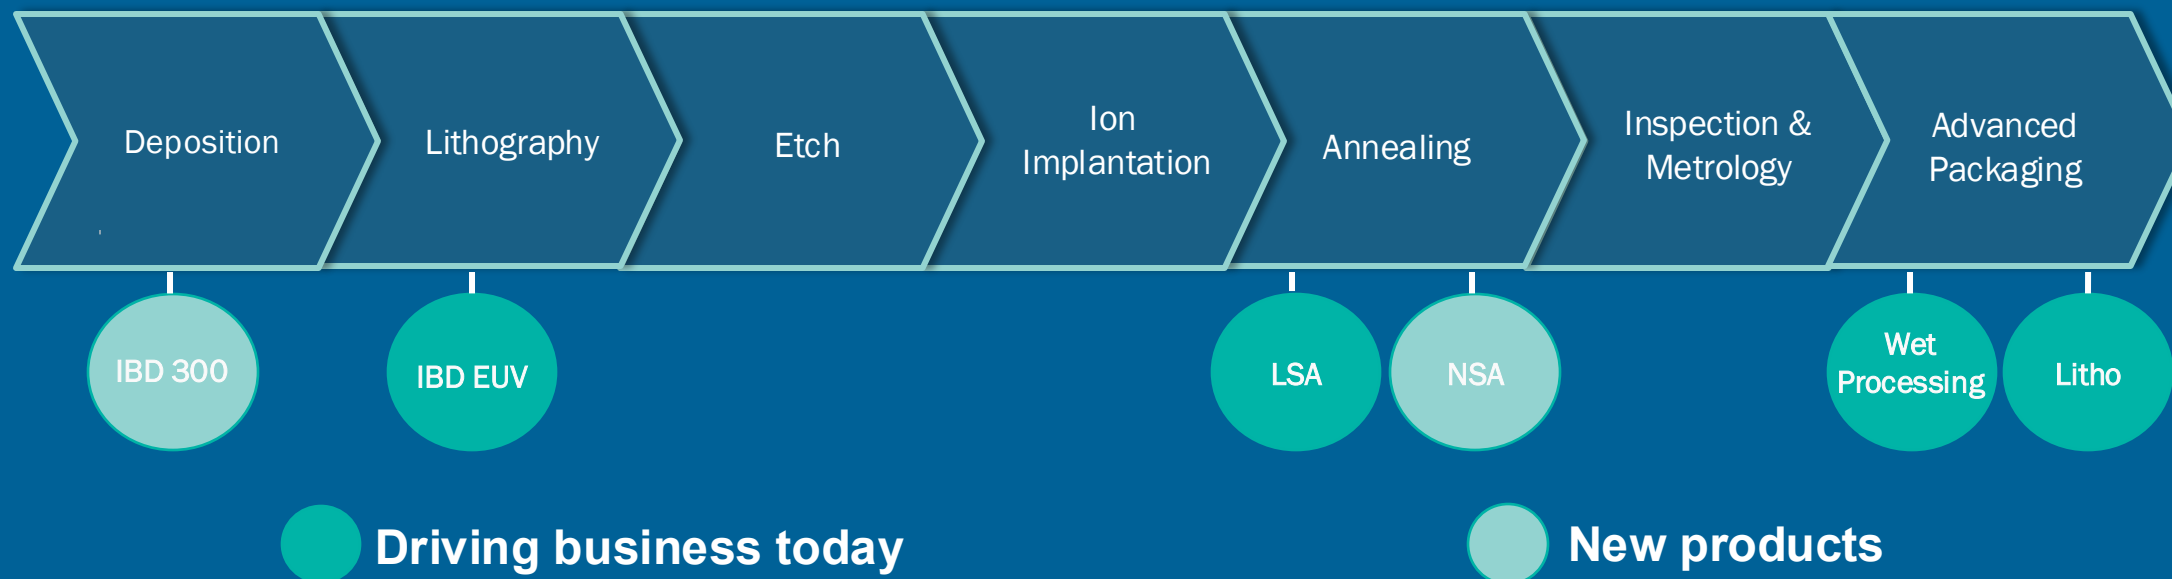 Deposition
Lithography
Etch
Ion
Implantation
Annealing
Inspection &
Metrology
Advanced
Packaging
IBD 300
IBD EUV
LSA
NSA
Wet
Processing
Litho
Driving business today
New products